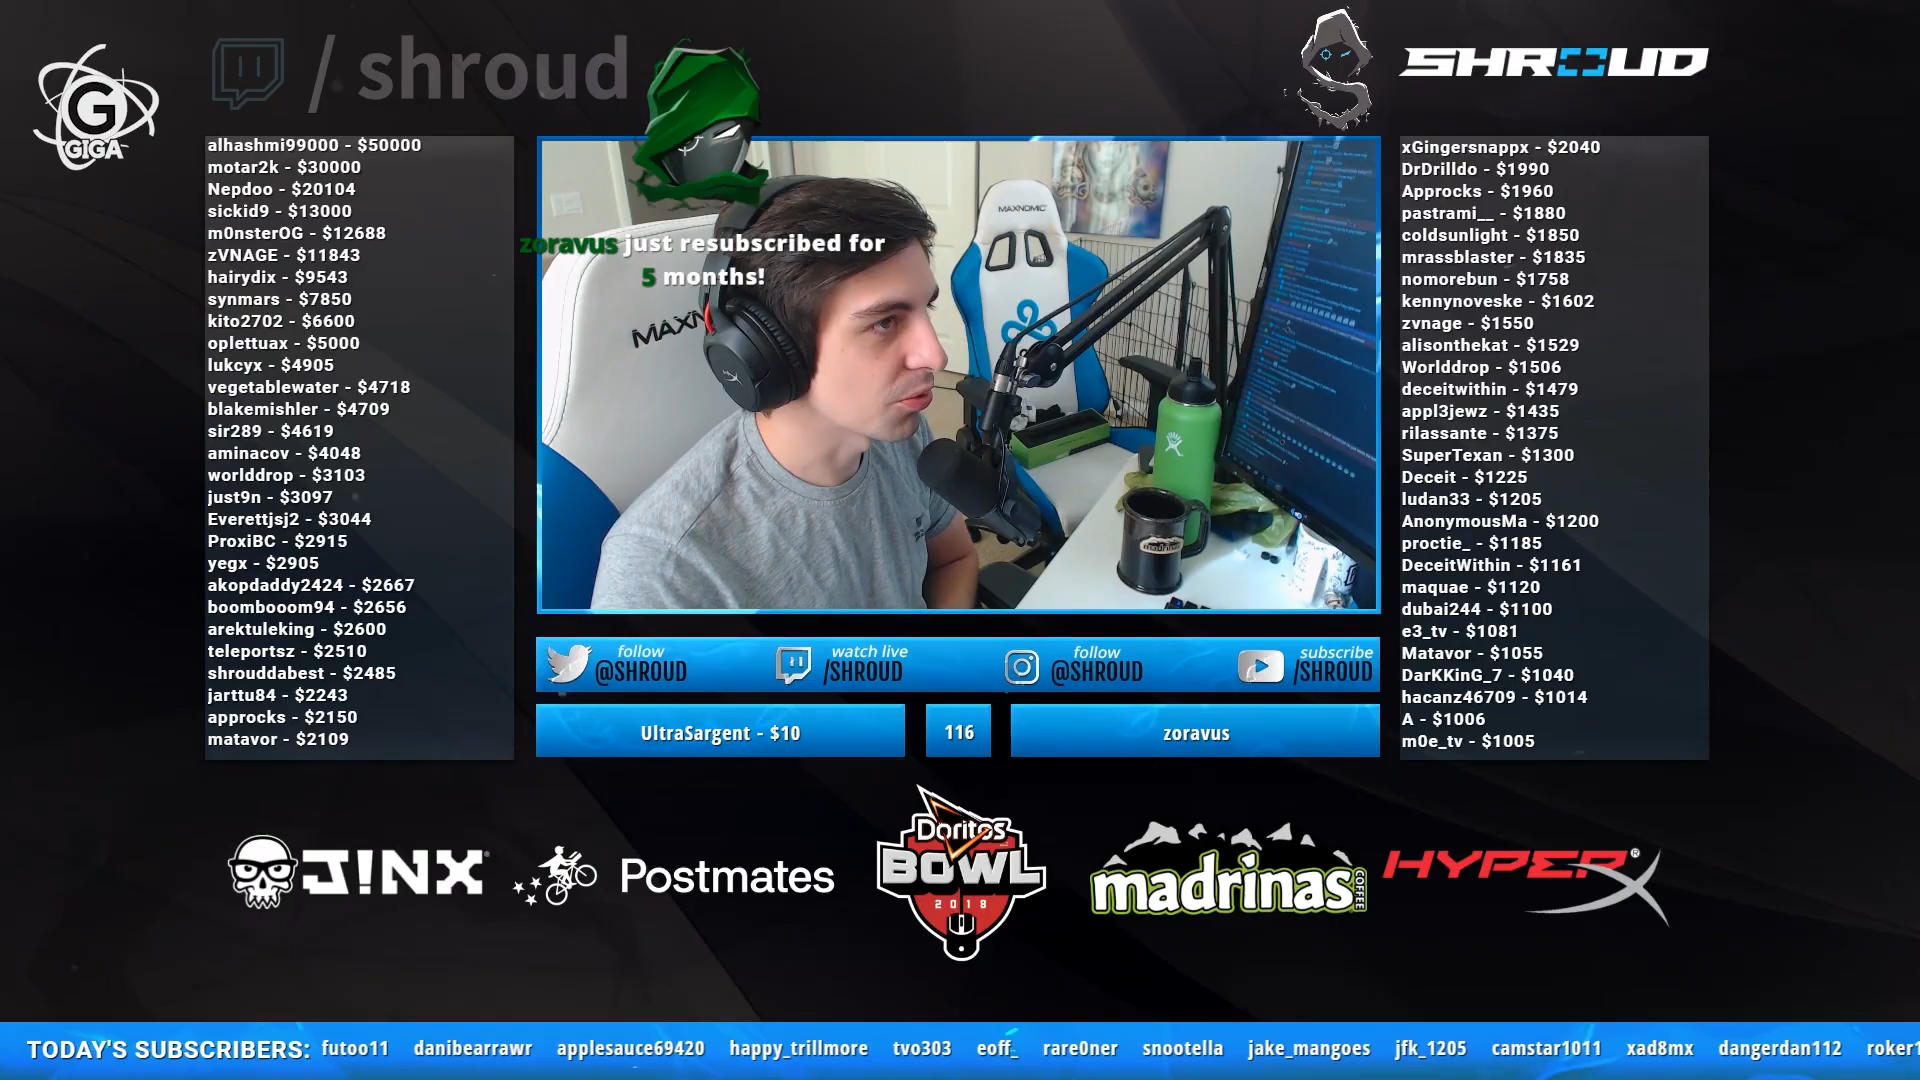 / shroud
GIGA
SHROUD
alhashmi99000 - $50000
motar2k - $30000
Nepdoo - $20104
sickid9 - $13000
m0nsterOG - $12688
zVNAGE - $11843
hairydix - $9543
synmars - $7850
kito2702 - $6600
oplettuax - $5000
lukcyx - $4905
vegetablewater - $4718
blakemishler - $4709
sir289 - $4619
aminacov - $4048
worlddrop - $3103
just9n - $3097
Everettjsj2 - $3044
ProxiBC - $2915
yegx - $2905
akopdaddy2424 - $2667
boombooom94 - $2656
arektuleking - $2600
teleportsz - $2510
shrouddabest - $2485
jarttu84 - $2243
approcks - $2150
matavor - $2109
zoravus just resubscribed for
5 months!
MAXNOMIC
MAXN
madrinas
xGingersnappx - $2040
DrDrilldo - $1990
Approcks - $1960
pastrami__ - $1880
coldsunlight - $1850
mrassblaster - $1835
nomorebun - $1758
kennynoveske - $1602
zvnage - $1550
alisonthekat - $1529
Worlddrop - $1506
deceitwithin - $1479
appl3jewz - $1435
rilassante - $1375
SuperTexan - $1300
Deceit - $1225
ludan33 - $1205
AnonymousMa - $1200
proctie_ - $1185
DeceitWithin - $1161
maquae - $1120
dubai244 - $1100
e3_tv - $1081
Matavor - $1055
DarKKinG_7 - $1040
hacanz46709 - $1014
A - $1006
m0e_tv - $1005
follow
@SHROUD
watch live
/SHROUD
follow
@SHROUD
subscribe
/SHROUD
UltraSargent - $10
116
zoravus
J!NX
Postmates
Doritos
BOWL
2018
madrinas COFFEE
HYPERX®
TODAY'S SUBSCRIBERS: futoo11 danibearrawr applesauce69420 happy_trillmore tvo303 eoff_ rare0ner snootella jake_mangoes jfk_1205 camstar1011 xad8mx dangerdan112 roker1